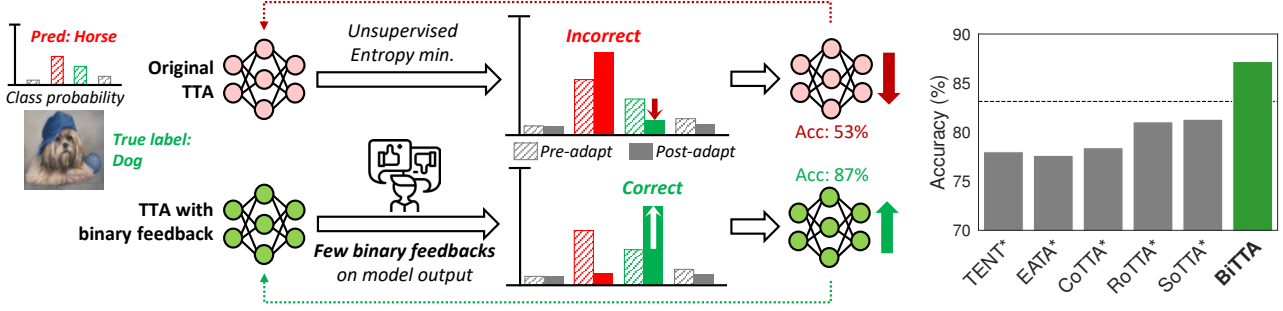 Pred: Horse
Class probability
True label:
Dog
Original
TTA
Unsupervised
Entropy min.
Incorrect
Acc: 53%
Pre-adapt
Post-adapt
TTA with
binary feedback
Few binary feedbacks
on model output
Correct
Acc: 87%
Accuracy (%)
90
85
80
75
70
TENT*
EATA*
CoTTA*
RoTTA*
SoTTA*
BiTTA